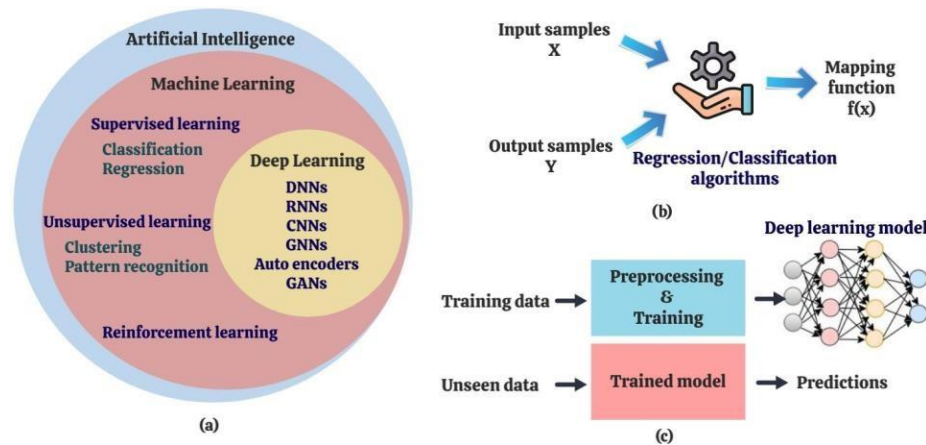 Artificial Intelligence
Machine Learning
Supervised learning
Classification
Regression
Deep Learning
DNNs
RNNs
CNNs
GNNs
Auto encoders
GANs
Unsupervised learning
Clustering
Pattern recognition
Reinforcement learning
(a)
Input samples
X
Output samples
Y
Mapping
function
f(x)
Regression/Classification
algorithms
(b)
Deep learning model
Training data
Preprocessing
&
Training
Unseen data
Trained model
Predictions
(c)